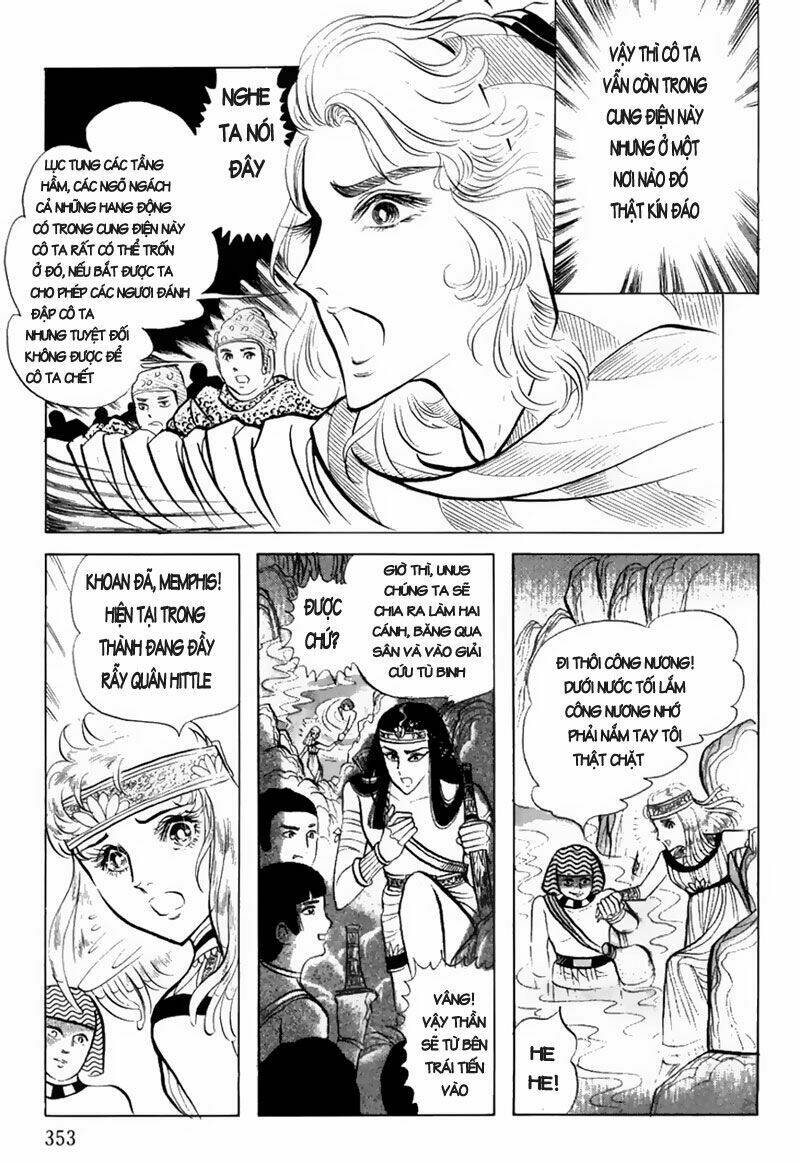 VẬY THÌ CÔ TA
VẪN CÒN TRONG
CUNG ĐIỆN NÀY
NHƯNG Ở MỘT
NƠI NÀO ĐÓ
THẬT KÍN ĐÁO
NGHE
TA NÓI
ĐÂY
LỤC TUNG CÁC TẦNG
HẦM, CÁC NGÕ NGÁCH
CẢ NHỮNG HANG ĐỘNG
CÓ TRONG CUNG ĐIỆN NÀY
CÔ TA RẤT CÓ THỂ TRỐN
Ở ĐÓ, NẾU BẮT ĐƯỢC TA
CHO PHÉP CÁC NGƯƠI ĐÁNH
ĐẬP CÔ TA
NHƯNG TUYỆT ĐỐI
KHÔNG ĐƯỢC ĐỂ
CÔ TA CHẾT
ĐI THÔI CÔNG NƯƠNG!
DƯỚI NƯỚC TỐI LẮM
CÔNG NƯƠNG NHỚ
PHẢI NẮM TAY TÔI
THẬT CHẶT
HE
HE!
GIỜ THÌ, UNUS
CHÚNG TA SẼ
CHIA RA LÀM HAI
CÁNH, BĂNG QUA
SÂN VÀ VÀO GIẢI
CỨU TÙ BINH
ĐƯỢC
CHỨ?
VÂNG!
VẬY THẦN
SẼ TỪ BÊN
TRÁI TIẾN
VÀO
KHOAN ĐÃ, MEMPHIS!
HIỆN TẠI TRONG
THÀNH ĐANG ĐẦY
RẪY QUÂN HITTLE
353